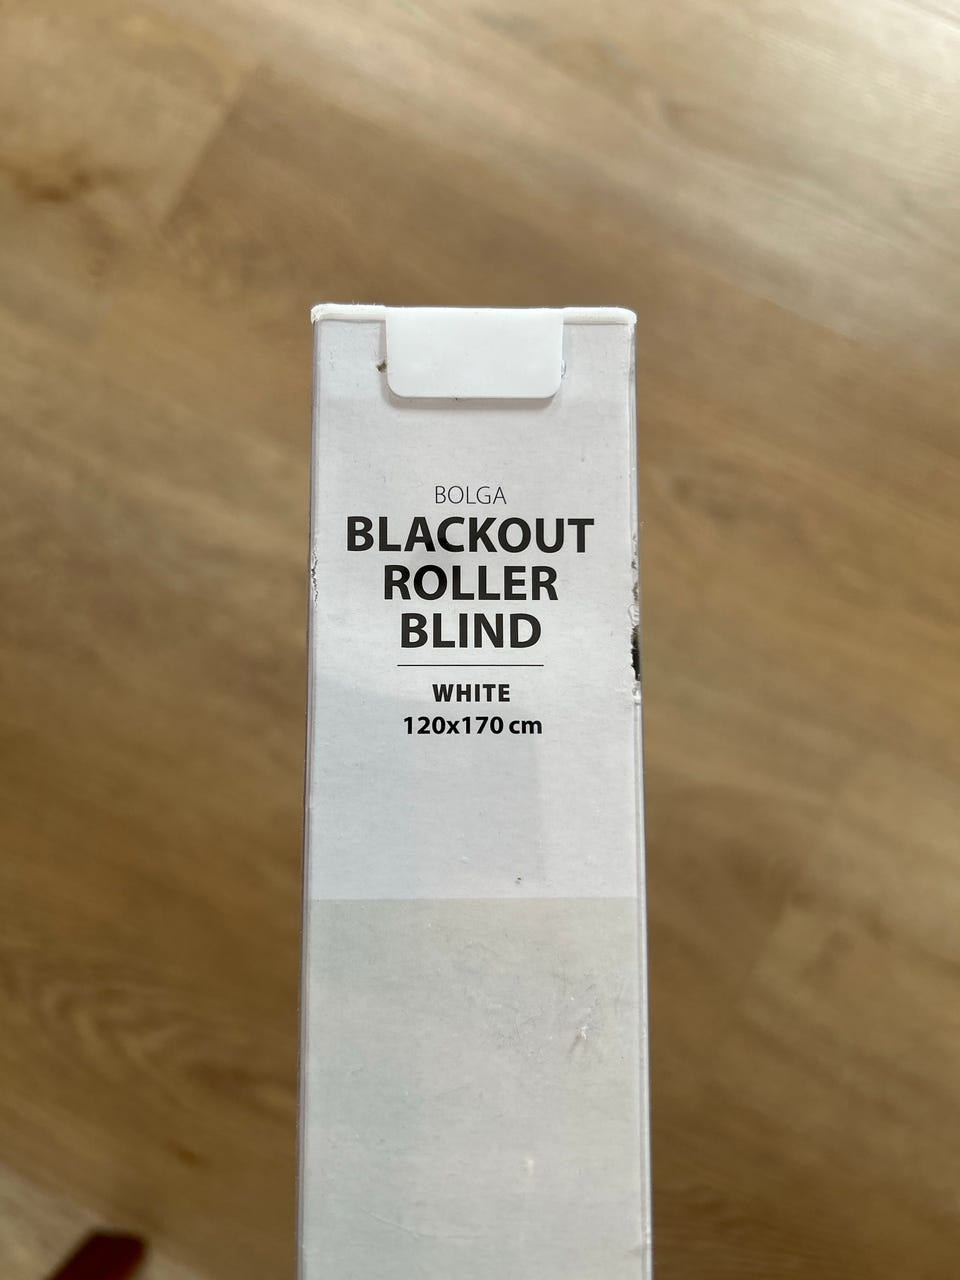 BOLGA
BLACKOUT
ROLLER
BLIND
WHITE
120x170 cm